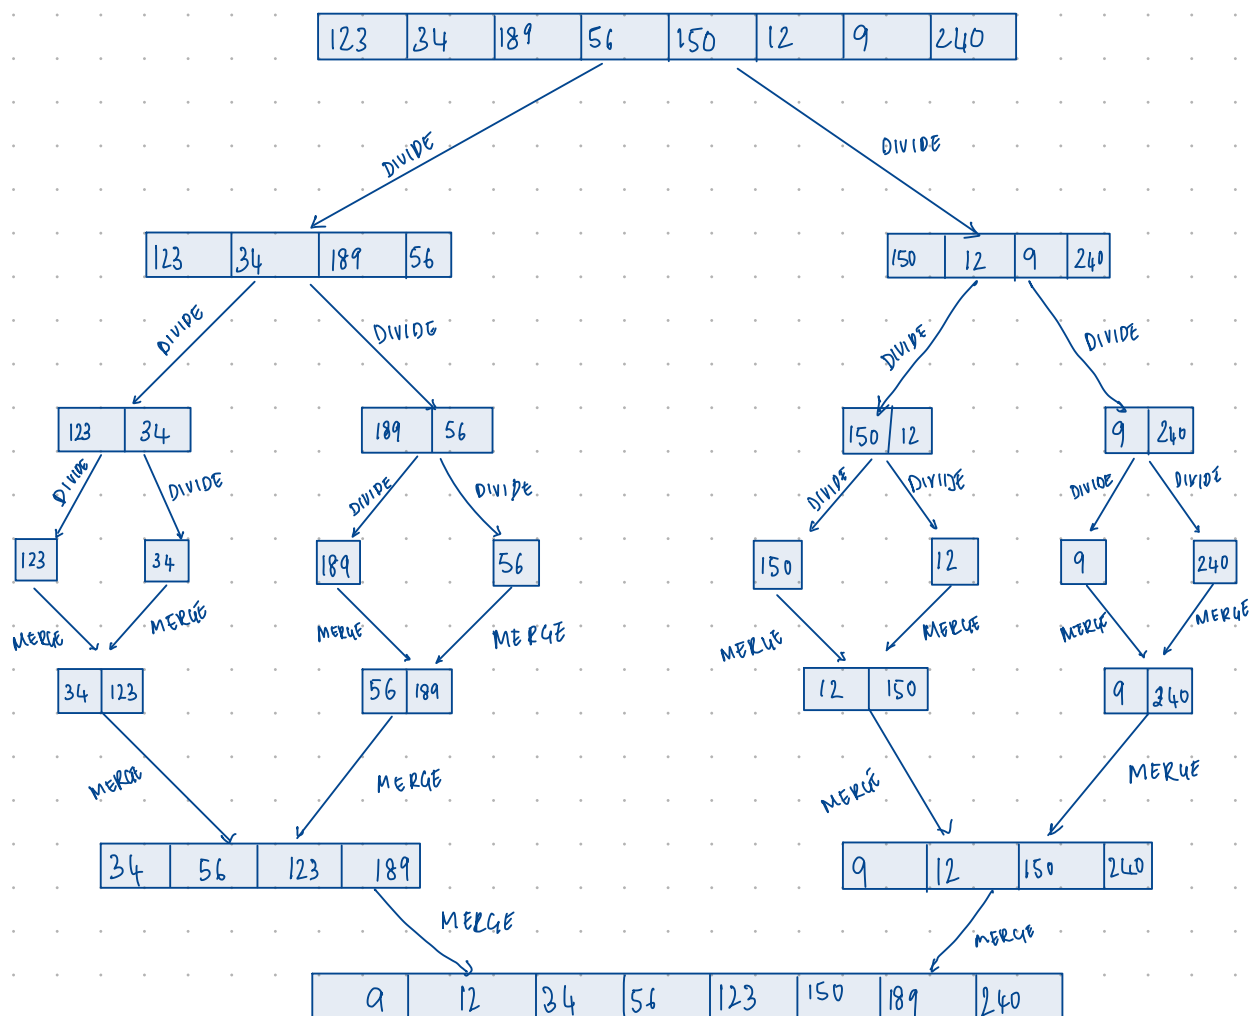 123 34 189 56 150 12 9 240
DIVIDE DIVIDE
123 34 189 56 150 12 9 240
DIVIDE DIVIDE DIVIDE DIVIDE
123 34 189 56 150 12 9 240
DIVIDE DIVIDE DIVIDE DIVIDE DIVIDE DIVIIDE DIVIDE DIVIDE
123 34 189 56 150 12 9 240
MERGE MERGE MERGE MERGE MERGE MERGE MERGE MERGE
34 123 56 189 12 150 9 240
MERGE MERGE MERGE MERGE
34 56 123 189 9 12 150 240
MERGE MERGE
9 12 34 56 123 150 189 240